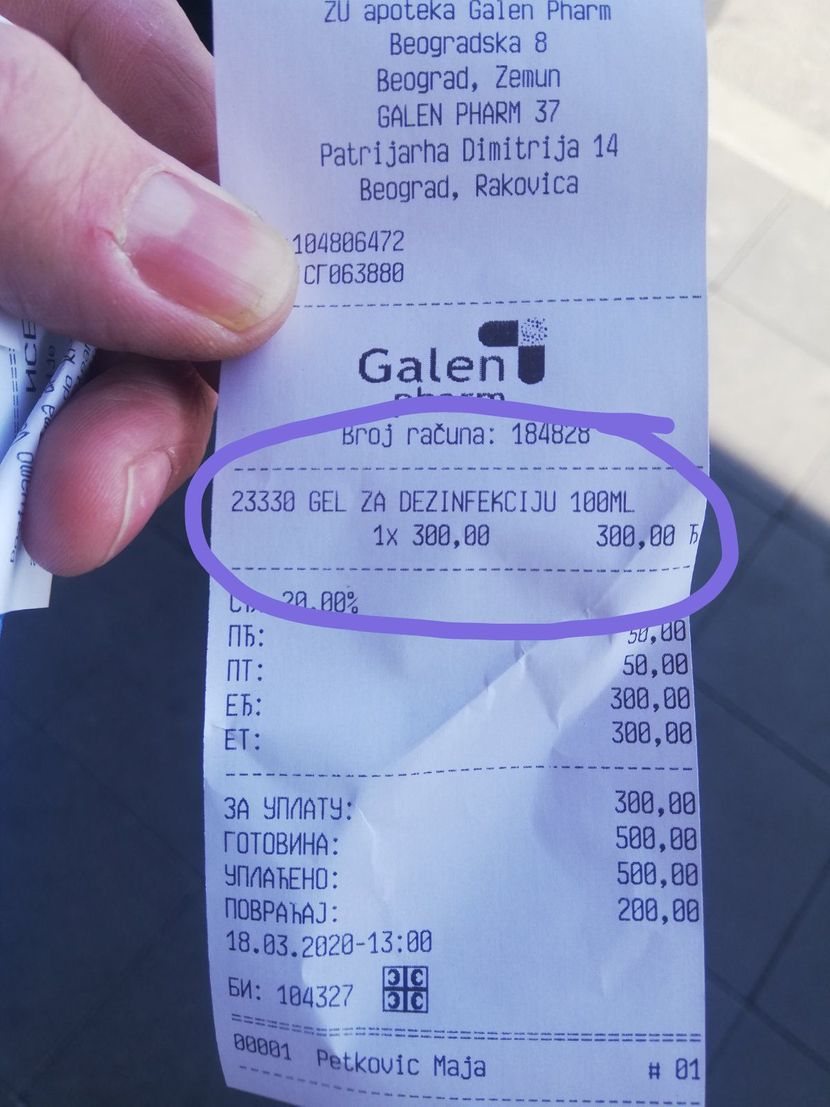 ZU apoteka Galen Pharm
Beogradska 8
Beograd, Zemun
GALEN PHARM 37
Patrijarha Dimitrija 14
Beograd, Rakovica
104806472
СГ063880
Galen
pharm
Broj računa: 184828
23330 GEL ZA DEZINFEKCIJU 100ML
1x 300,00 300,00 Ђ
20.00%
ПЂ: 50,00
ПТ: 50,00
ЕЂ: 300,00
ЕТ: 300,00
ЗА УПЛАТУ: 300,00
ГОТОВИНА: 500,00
УПЛАЋЕНО: 500,00
ПОВРАЋАЈ: 200,00
18.03.2020-13:00
БИ: 104327
00001 Petkovic Maja # 01